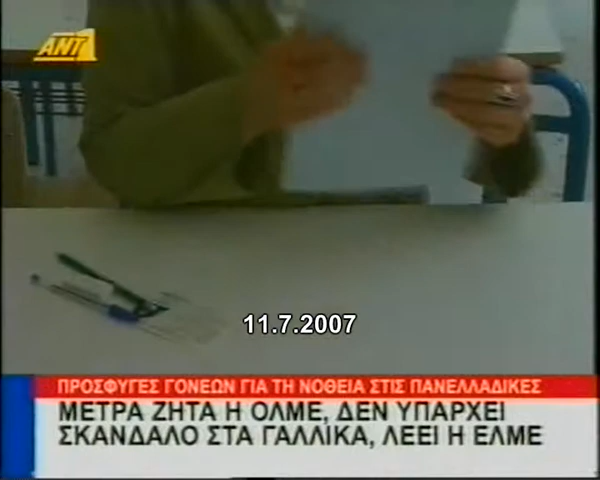 ΑΝΤ1
11.7.2007
ΠΡΟΣΦΥΓΕΣ ΓΟΝΕΩΝ ΓΙΑ ΤΗ ΝΟΘΕΙΑ ΣΤΙΣ ΠΑΝΕΛΛΑΔΙΚΕΣ
ΜΕΤΡΑ ΖΗΤΑ Η ΟΛΜΕ, ΔΕΝ ΥΠΑΡΧΕΙ
ΣΚΑΝΔΑΛΟ ΣΤΑ ΓΑΛΛΙΚΑ, ΛΕΕΙ Η ΕΛΜΕ